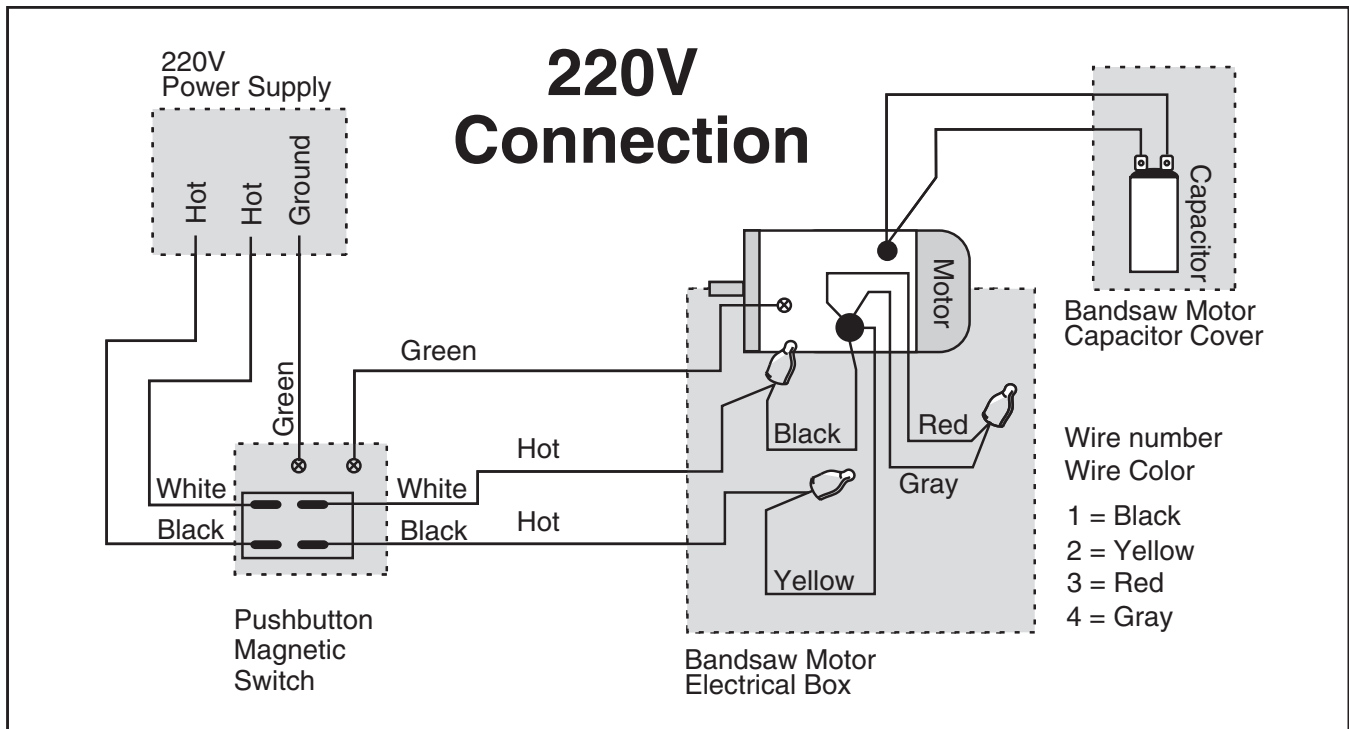 220V
Connection
220V
Power Supply
Hot
Hot
Ground
Green
Green
White
White
Black
Black
Hot
Hot
Pushbutton
Magnetic
Switch
Motor
Black
Red
Gray
Yellow
Bandsaw Motor
Electrical Box
Capacitor
Bandsaw Motor
Capacitor Cover
Wire number
Wire Color
1 = Black
2 = Yellow
3 = Red
4 = Gray